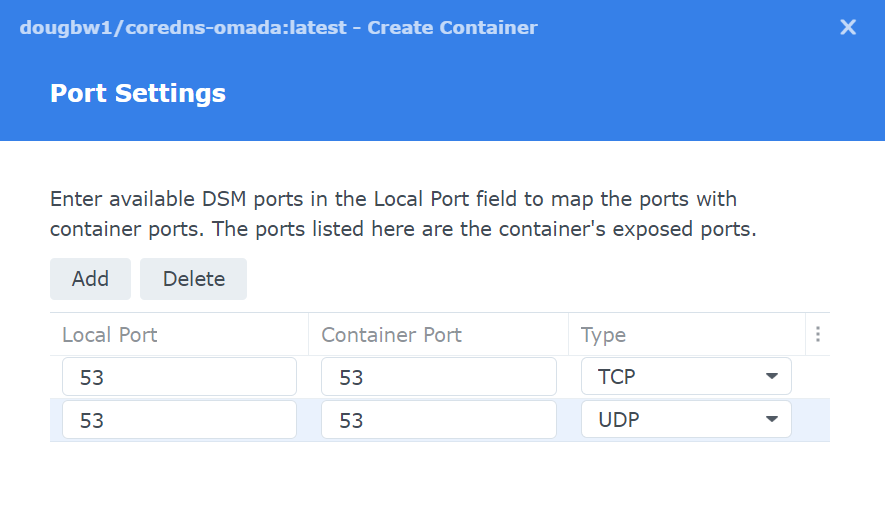 dougbw1/coredns-omada:latest - Create Container
Port Settings
Enter available DSM ports in the Local Port field to map the ports with
container ports. The ports listed here are the container's exposed ports.
Add Delete
Local Port Container Port Type
53 53 TCP
53 53 UDP